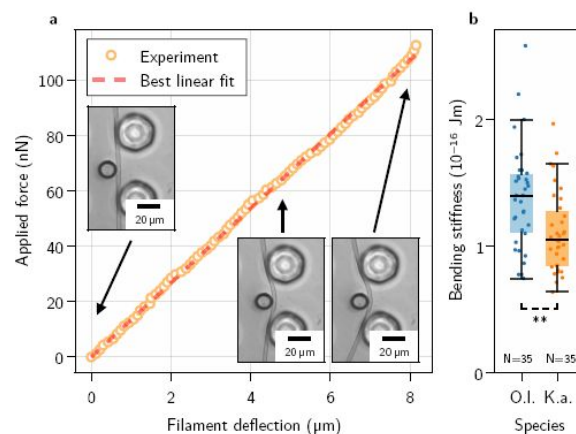 a
Experiment
Best linear fit
Applied force (nN)
100
80
60
40
20
0
20 µm
20 µm
20 µm
0
2
4
6
8
Filament deflection (µm)
b
Bending stiffness (10⁻¹⁶ Jm)
2
1
0
**
N=35
N=35
O.I.
K.a.
Species